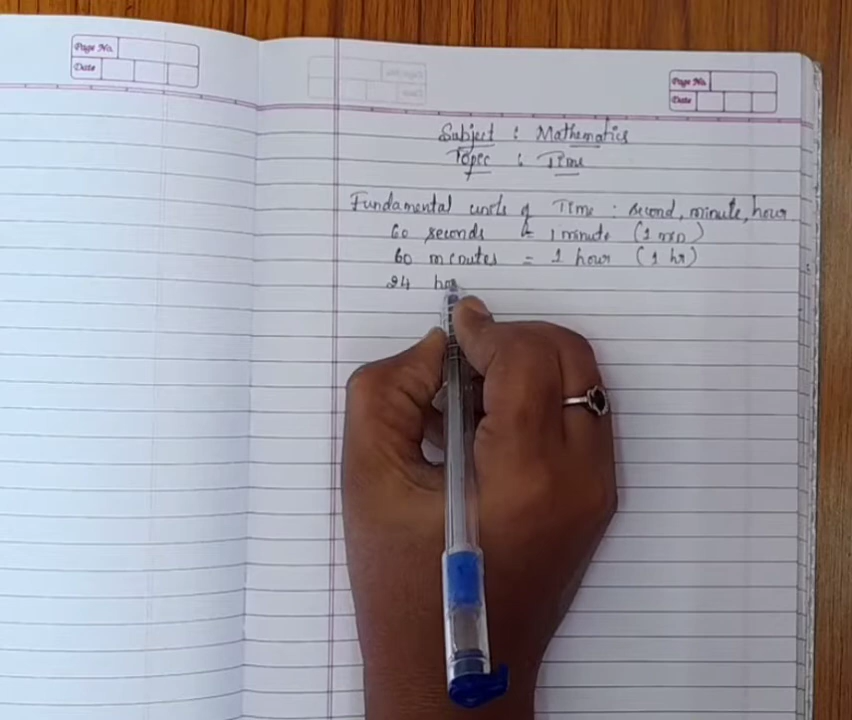 Page No.
Date
Page No.
Date
Subject : Mathematics
Topic : Time
Fundamental units of Time : second, minute, hour
60 seconds = 1 minute (1 min)
60 minutes = 1 hour (1 hr)
24 ho